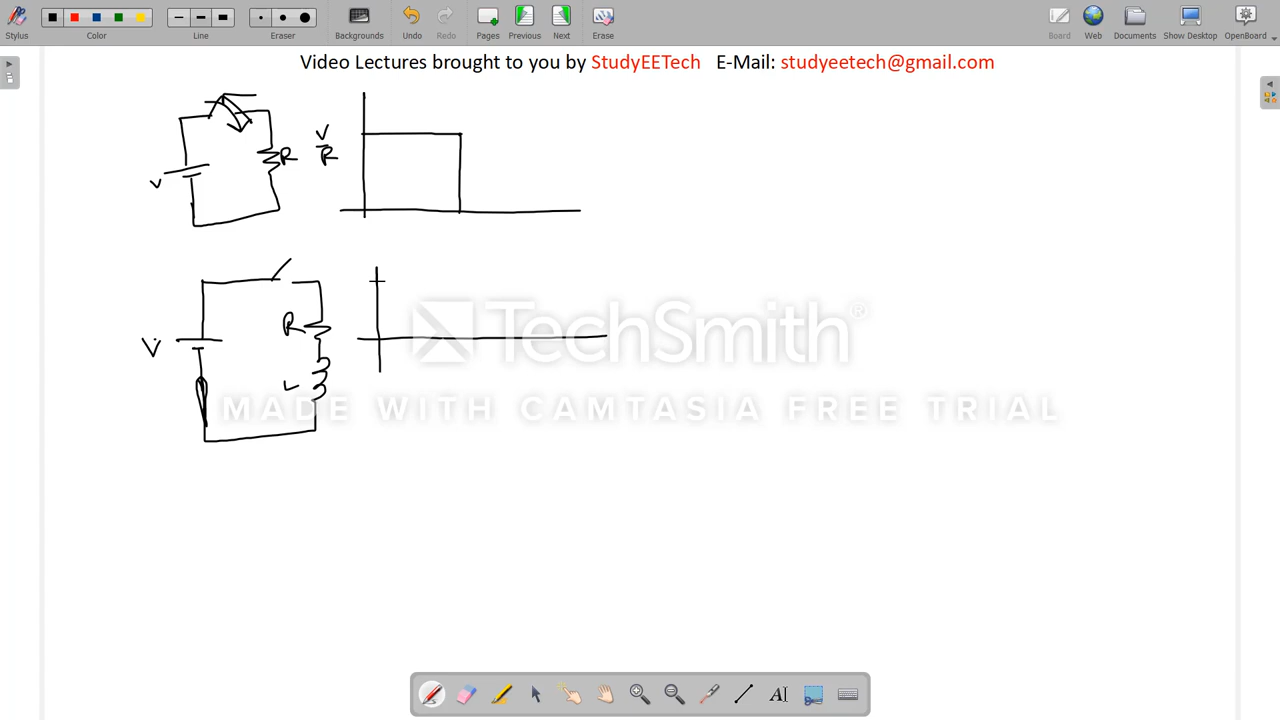 Stylus
Color
Line
Eraser
Backgrounds
Undo
Redo
Pages
Previous
Next
Erase
Board
Web
Documents
Show Desktop
OpenBoard
Video Lectures brought to you by StudyEETech E-Mail: studyeetech@gmail.com
V
R
V
R
V
R
L
TechSmith®
MADE WITH CAMTASIA FREE TRIAL
AI